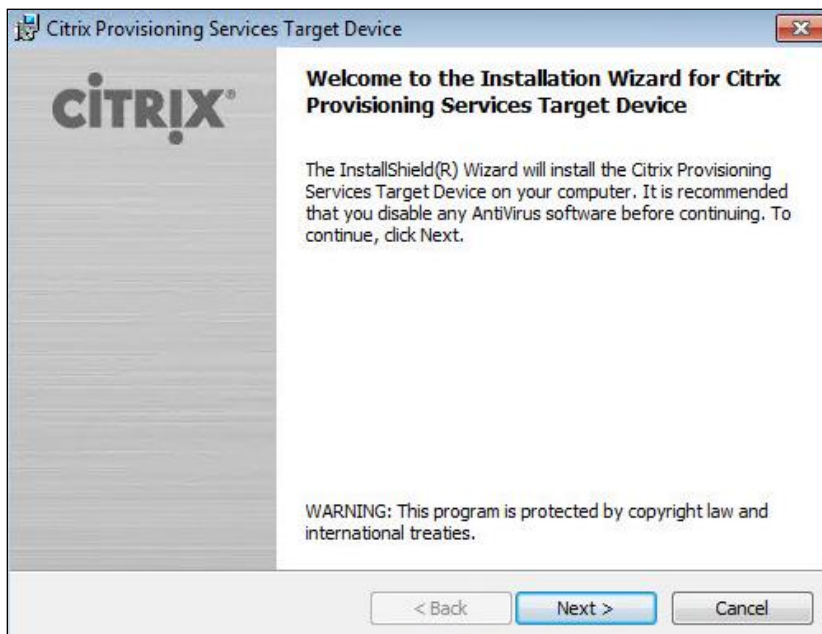 Citrix Provisioning Services Target Device
CiTRIX®
Welcome to the Installation Wizard for Citrix
Provisioning Services Target Device
The InstallShield(R) Wizard will install the Citrix Provisioning
Services Target Device on your computer. It is recommended
that you disable any AntiVirus software before continuing. To
continue, click Next.
WARNING: This program is protected by copyright law and
international treaties.
< Back
Next >
Cancel